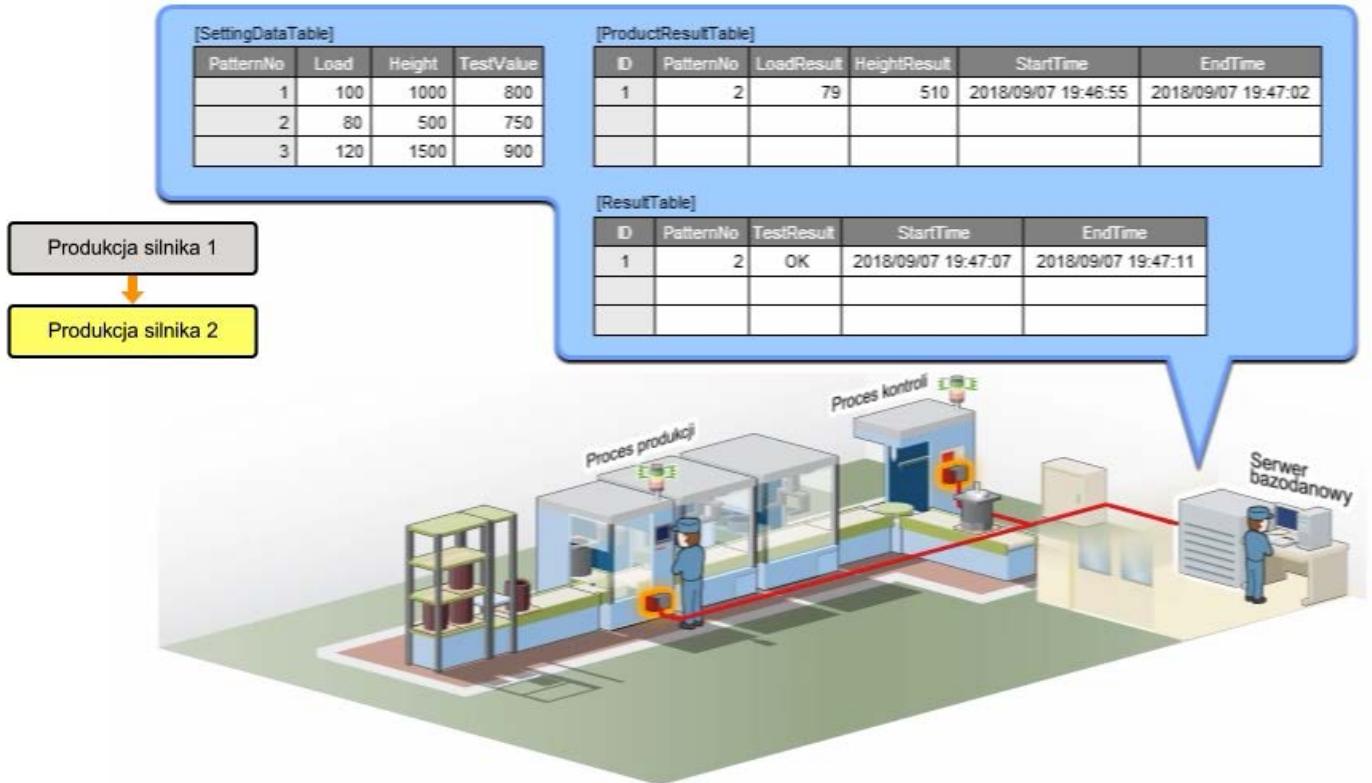 [SettingDataTable]
PatternNo Load Height TestValue
1 100 1000 800
2 80 500 750
3 120 1500 900
[ProductResultTable]
ID PatternNo LoadResult HeightResult StartTime EndTime
1 2 79 510 2018/09/07 19:46:55 2018/09/07 19:47:02
[ResultTable]
ID PatternNo TestResult StartTime EndTime
1 2 OK 2018/09/07 19:47:07 2018/09/07 19:47:11
Produkcja silnika 1
Produkcja silnika 2
Proces produkcji
Proces kontroli
Serwer
bazodanowy